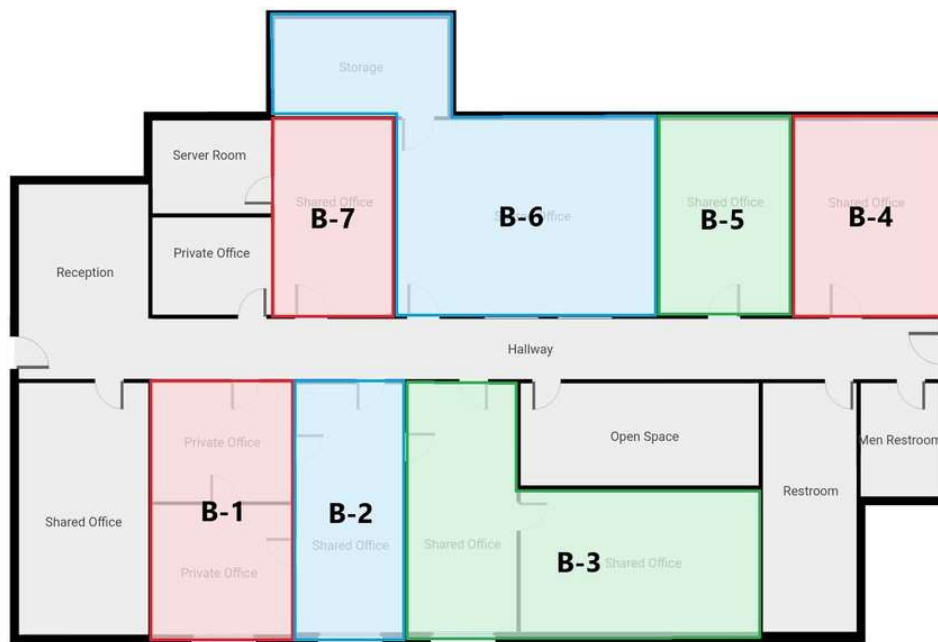 Storage
Server Room
Shared Office
B-7
Shared Office
B-6
Shared Office
B-5
Shared Office
B-4
Private Office
Reception
Hallway
Private Office
Open Space
Men Restroom
Restroom
Shared Office
B-1
Private Office
B-2
Shared Office
Shared Office
B-3
Shared Office